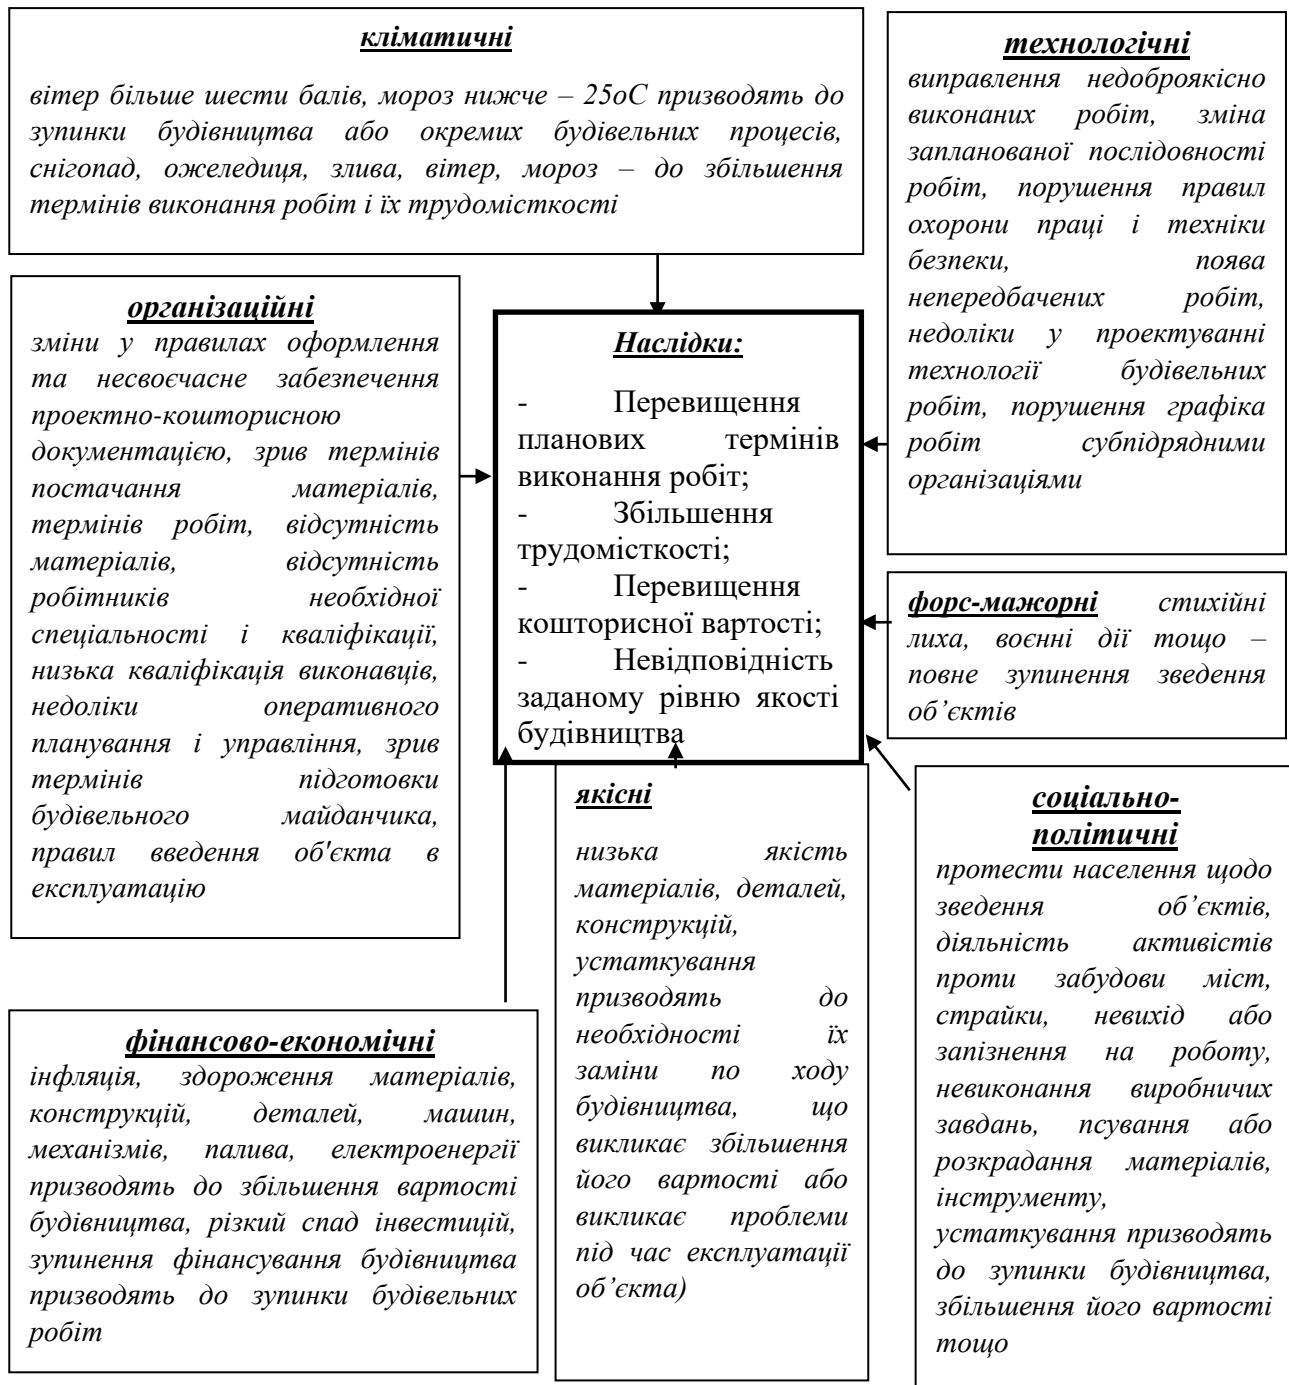 кліматичні
вітер більше шести балів, мороз нижче – 25оС призводять до
зупинки будівництва або окремих будівельних процесів,
снігопад, ожеледиця, злива, вітер, мороз – до збільшення
термінів виконання робіт і їх трудомісткості
технологічні
виправлення недоброякісно
виконаних робіт, зміна
запланованої послідовності
робіт, порушення правил
охорони праці і техніки
безпеки, поява
непередбачених робіт,
недоліки у проектуванні
технології будівельних
робіт, порушення графіка
робіт субпідрядними
організаціями
організаційні
зміни у правилах оформлення
та несвоєчасне забезпечення
проектно-кошторисною
документацією, зрив термінів
постачання матеріалів,
термінів робіт, відсутність
матеріалів, відсутність
робітників необхідної
спеціальності і кваліфікації,
низька кваліфікація виконавців,
недоліки оперативного
планування і управління, зрив
термінів підготовки
будівельного майданчика,
правил введення об'єкта в
експлуатацію
Наслідки:
- Перевищення
планових термінів
виконання робіт;
- Збільшення
трудомісткості;
- Перевищення
кошторисної вартості;
- Невідповідність
заданому рівню якості
будівництва
форс-мажорні стихійні
лиха, воєнні дії тощо –
повне зупинення зведення
об’єктів
фінансово-економічні
інфляція, здороження матеріалів,
конструкцій, деталей, машин,
механізмів, палива, електроенергії
призводять до збільшення вартості
будівництва, різкий спад інвестицій,
зупинення фінансування будівництва
призводять до зупинки будівельних
робіт
якісні
низька якість
матеріалів, деталей,
конструкцій,
устаткування
призводять до
необхідності їх
заміни по ходу
будівництва, що
викликає збільшення
його вартості або
викликає проблеми
під час експлуатації
об’єкта)
соціально-
політичні
протести населення щодо
зведення об’єктів,
діяльність активістів
проти забудови міст,
страйки, невихід або
запізнення на роботу,
невиконання виробничих
завдань, псування або
розкрадання матеріалів,
інструменту,
устаткування призводять
до зупинки будівництва,
збільшення його вартості
тощо